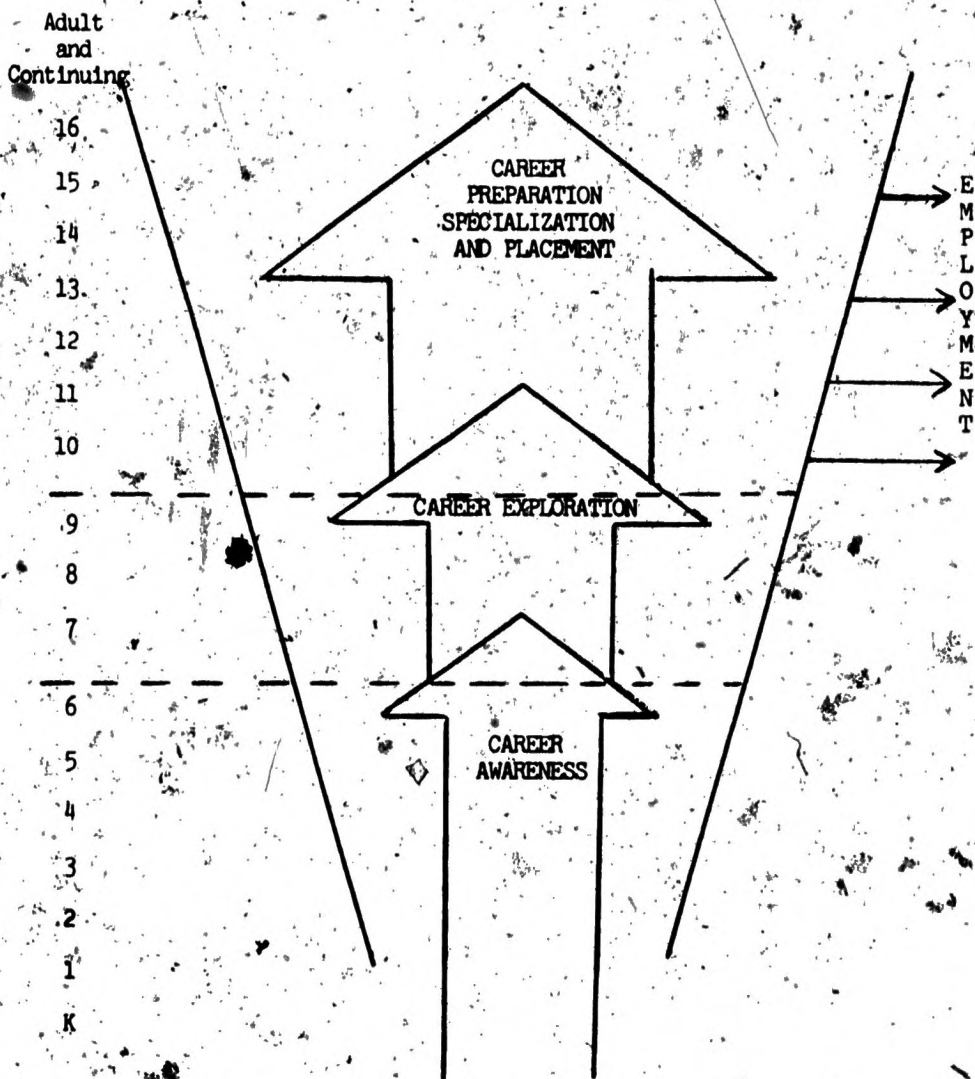 Adult
and
Continuing
16
15
14
13
12
11
10
9
8
7
6
5
4
3
2
1
K
CAREER
PREPARATION
SPECIALIZATION
AND PLACEMENT
CAREER EXPLORATION
CAREER
AWARENESS
EMPLOYMENT